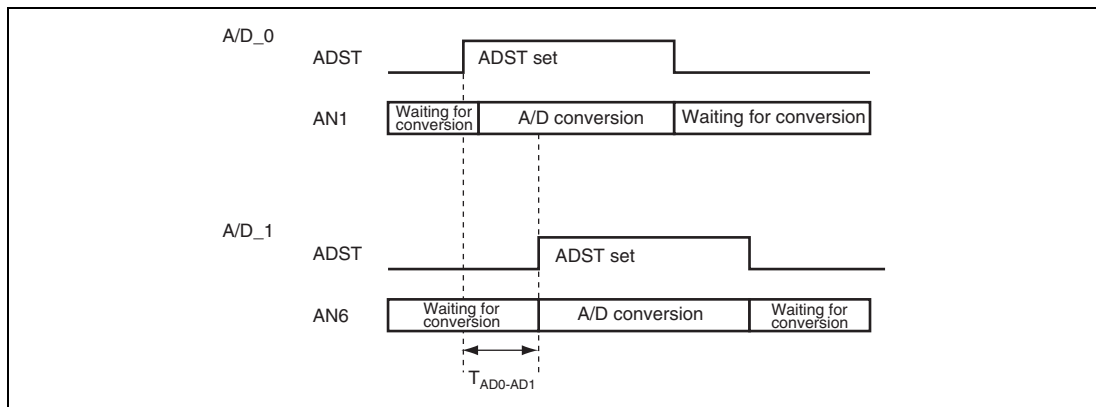 A/D_0
ADST
ADST set
AN1
Waiting for
conversion
A/D conversion
Waiting for conversion
A/D_1
ADST
ADST set
AN6
Waiting for
conversion
A/D conversion
Waiting for
conversion
TAD0-AD1